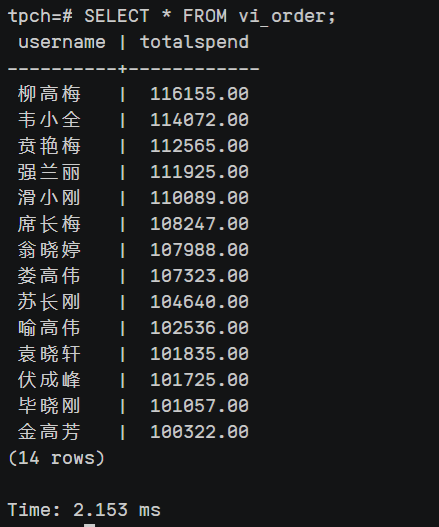 tpch=# SELECT * FROM vi_order;
 username | totalspend
----------+------------
 柳高梅   |  116155.00
 韦小全   |  114072.00
 贲艳梅   |  112565.00
 强兰丽   |  111925.00
 滑小刚   |  110089.00
 席长梅   |  108247.00
 翁晓婷   |  107988.00
 娄高伟   |  107323.00
 苏长刚   |  104640.00
 喻高伟   |  102536.00
 袁晓轩   |  101835.00
 伏成峰   |  101725.00
 毕晓刚   |  101057.00
 金高芳   |  100322.00
(14 rows)
Time: 2.153 ms